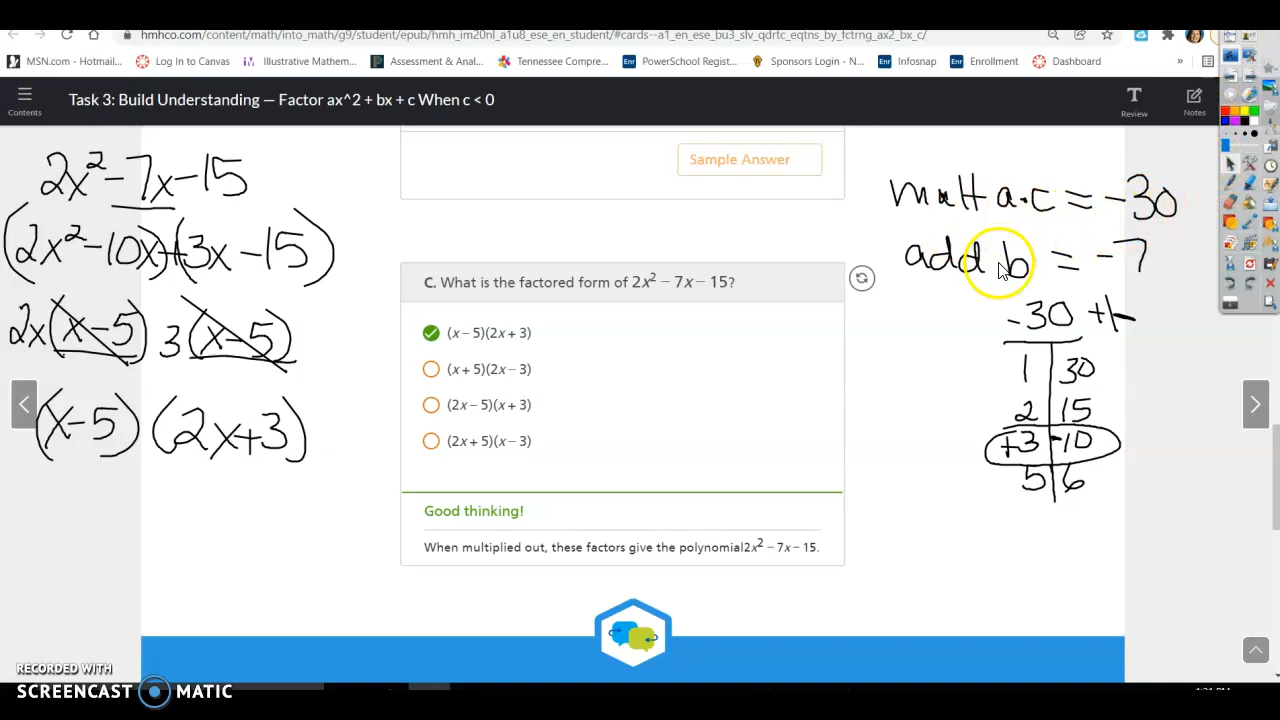 hmhco.com/content/math/into_math/g9/student/epub/hmh_im20nl_a1u8_ese_en_student/#cards--a1_en_ese_bu3_slv_qdrtc_eqtns_by_fctrng_ax2_bx_c/
MSN.com - Hotmail... Log In to Canvas Illustrative Mathem... Assessment & Anal... Tennessee Compre... Enr PowerSchool Regist... Sponsors Login - N... Enr Infosnap Enr Enrollment Dashboard »
Contents
Task 3: Build Understanding — Factor ax^2 + bx + c When c < 0
Review
Notes
Sample Answer
2x² - 7x - 15
(2x² - 10x) + (3x - 15)
2x(x - 5) 3(x - 5)
(x - 5) (2x + 3)
C. What is the factored form of 2x² − 7x − 15?
(x − 5)(2x + 3)
(x + 5)(2x − 3)
(2x − 5)(x + 3)
(2x + 5)(x − 3)
Good thinking!
When multiplied out, these factors give the polynomial2x² − 7x − 15.
mult a·c = -30
add b = -7
-30 +/-
1 30
2 15
+3 -10
5 6
RECORDED WITH
SCREENCAST MATIC